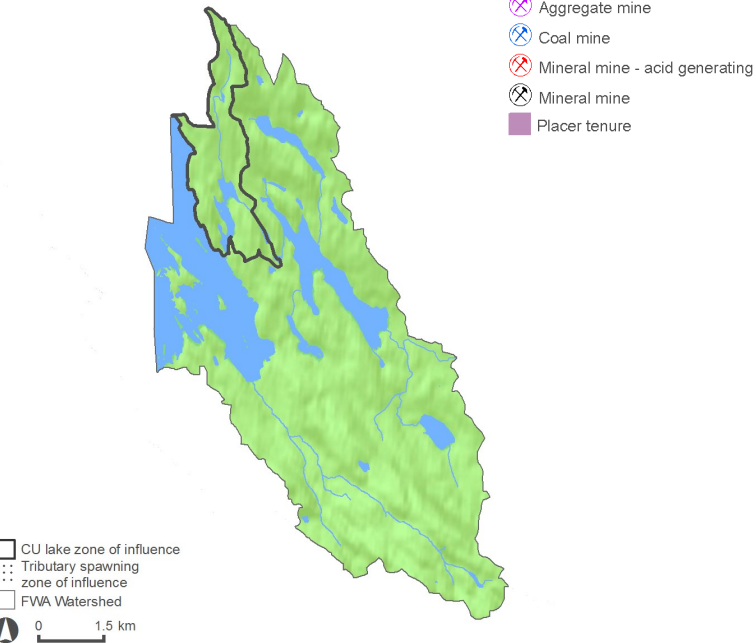 Aggregate mine
Coal mine
Mineral mine - acid generating
Mineral mine
Placer tenure
CU lake zone of influence
Tributary spawning
zone of influence
FWA Watershed
0 1.5 km